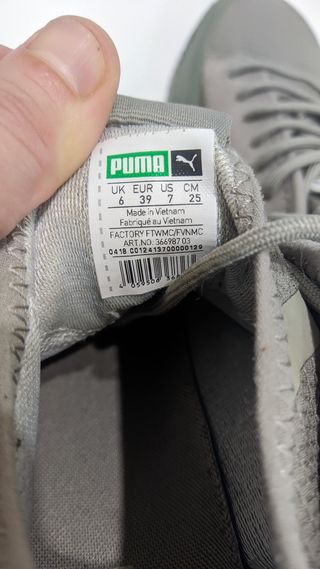 PUMA
UK EUR US CM
6 39 7 25
Made in Vietnam
Fabriqué au Vietnam
FACTORY FTWMC/FVNMC
ART.NO. 366987 03
0418 C012413700000129